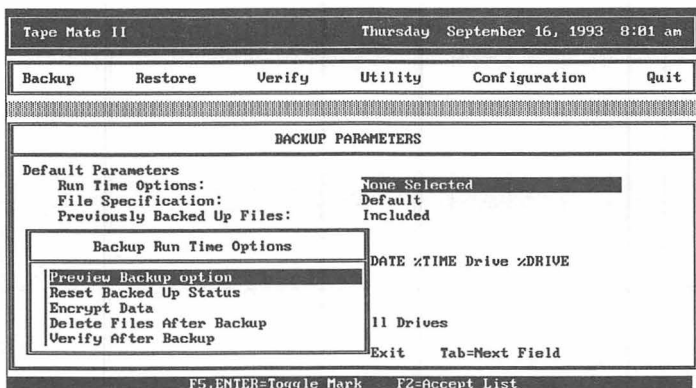 Tape Mate II Thursday September 16, 1993 8:01 am
Backup Restore Verify Utility Configuration Quit
BACKUP PARAMETERS
Default Parameters
Run Time Options: None Selected
File Specification: Default
Previously Backed Up Files: Included
Backup Run Time Options
DATE %TIME Drive %DRIVE
Preview Backup option
Reset Backed Up Status
Encrypt Data
Delete Files After Backup
ll Drives
Verify After Backup
Exit Tab=Next Field
F5,ENTER=Toggle Mark F2=Accept List